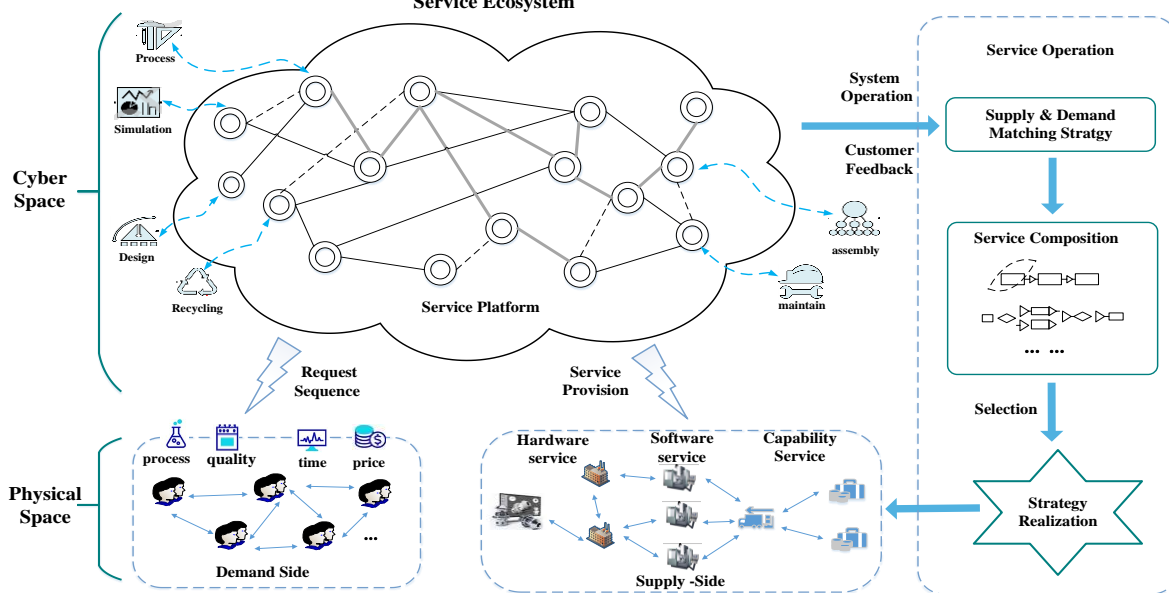 Service Ecosystem
Process
Simulation
Design
Recycling
Cyber
Space
Service Platform
assembly
maintain
System
Operation
Customer
Feedback
Service Operation
Supply & Demand
Matching Stratgy
Service Composition
... ...
Selection
Strategy
Realization
Request
Sequence
Service
Provision
Physical
Space
process
quality
time
price
...
Demand Side
Hardware
service
Software
service
Capability
Service
Supply -Side